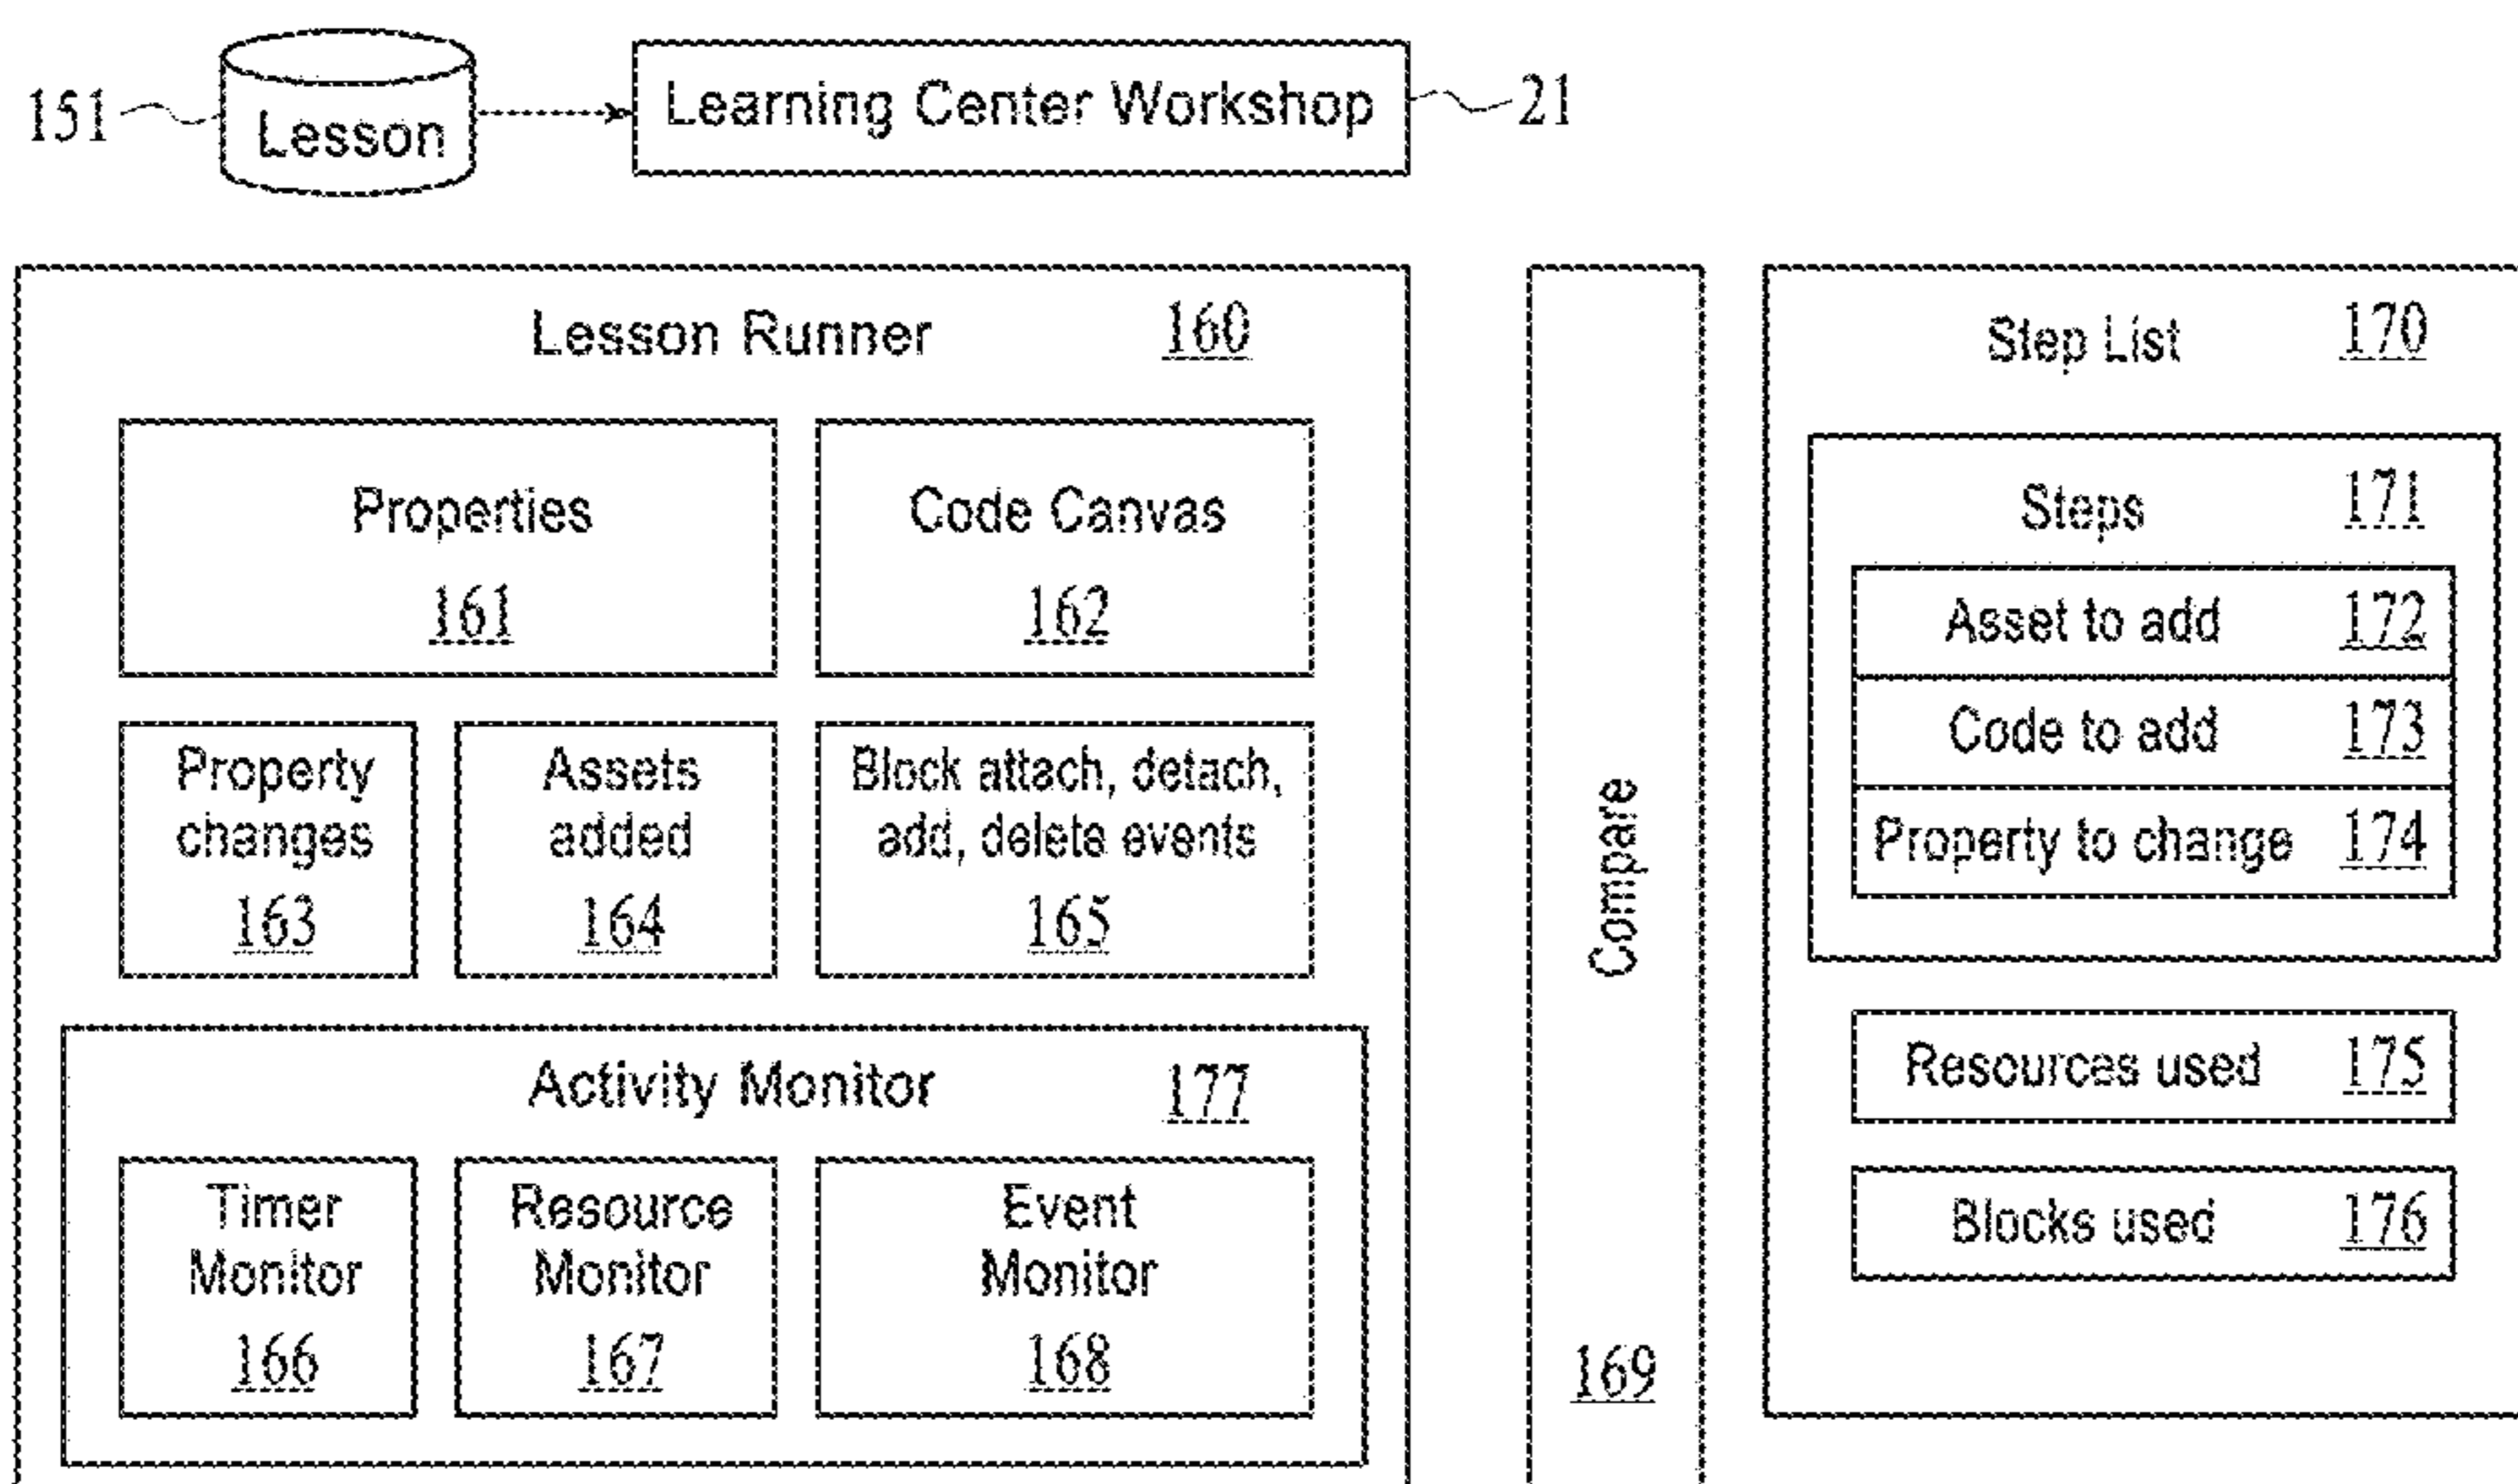 151 Lesson Learning Center Workshop 21
Lesson Runner 160
Properties
161
Code Canvas
162
Property
changes
163
Assets
added
164
Block attach, detach,
add, delete events
165
Activity Monitor 177
Timer
Monitor
166
Resource
Monitor
167
Event
Monitor
168
Compare
169
Step List 170
Steps 171
Asset to add 172
Code to add 173
Property to change 174
Resources used 175
Blocks used 176